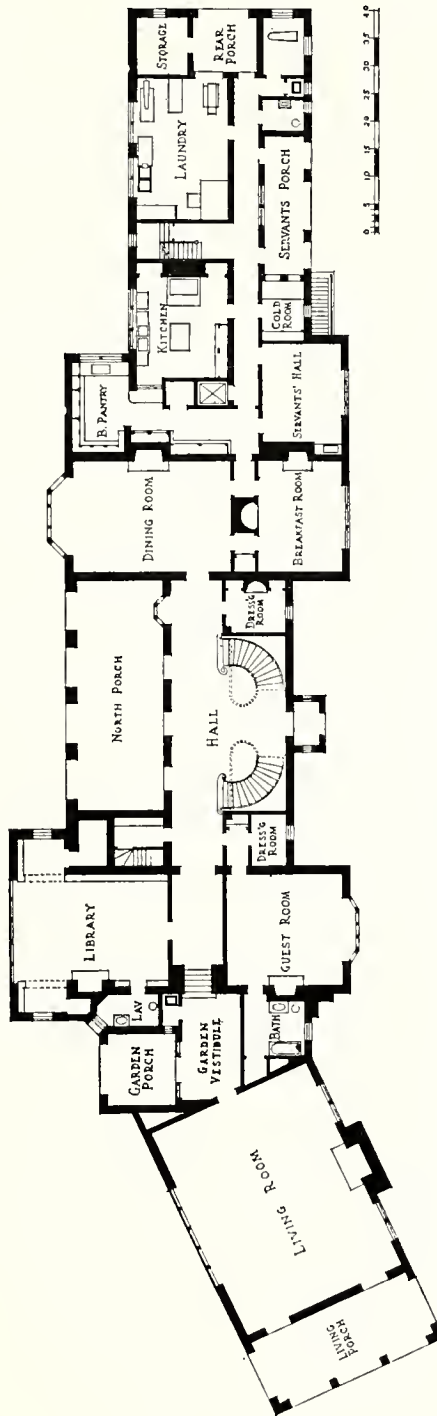 STORAGE
REAR
PORCH
LAUNDRY
SERVANTS PORCH
0 5 10 15 20 25 30 35 40
COLD
ROOM
KITCHEN
B. PANTRY
SERVANTS' HALL
DINING ROOM
BREAKFAST ROOM
DRESS'G
ROOM
NORTH PORCH
HALL
DRESS'G
ROOM
LIBRARY
GUEST ROOM
LAV
BATH
GARDEN
PORCH
GARDEN
VESTIBULE
LIVING ROOM
LIVING
PORCH